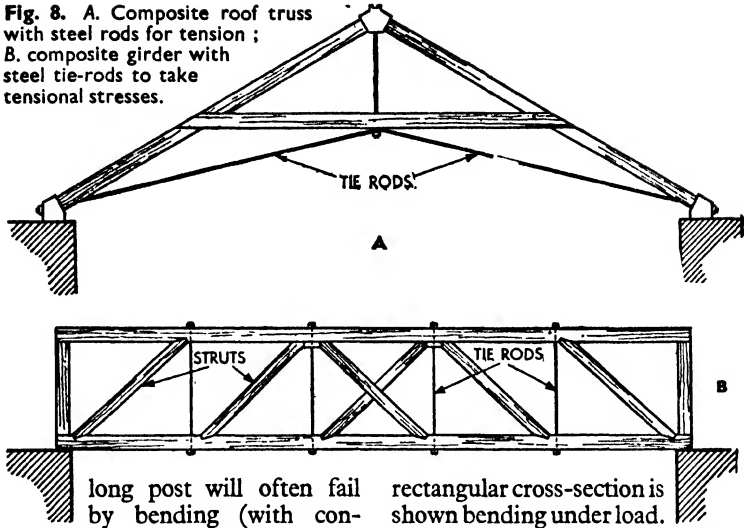 Fig. 8. A. Composite roof truss
with steel rods for tension ;
B. composite girder with
steel tie-rods to take
tensional stresses.
TIE RODS.
A
STRUTS
TIE RODS,
B
long post will often fail
by bending (with con-
rectangular cross-section is
shown bending under load.